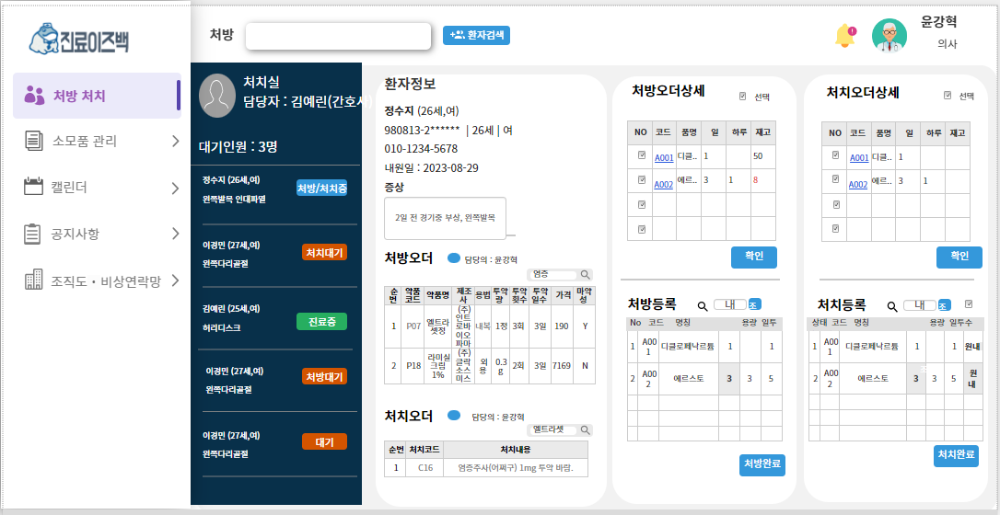 진료이즈백
처방 처치
소모품 관리
캘린더
공지사항
조직도・비상연락망
처방
환자검색
윤강혁
의사
처치실
담당자 : 김예린(간호사)
대기인원 : 3명
정수지 (26세,여)
왼쪽발목 인대파열
처방/처치중
이경민 (27세,여)
왼쪽다리골절
처치대기
김예린 (25세,여)
허리디스크
진료중
이경민 (27세,여)
왼쪽다리골절
처방대기
이경민 (27세,여)
왼쪽다리골절
대기
환자정보
정수지 (26세,여)
980813-2****** | 26세 | 여
010-1234-5678
내원일 : 2023-08-29
증상
2일 전 경기중 부상, 왼쪽발목
처방오더 담당의 : 윤강혁
염증
순번 약품코드 약품명 제조사 용법 투약량 투약횟수 투약일수 가격 마약성
1 P07 엘트라셋정 (주)인트로바이오파마 내복 1정 3회 3일 190 Y
2 P18 라미실크림1% (주)글락소스미스 외용 0.3g 2회 3일 7169 N
처치오더 담당의 : 윤강혁
엘트라셋
순번 처치코드 처치내용
1 C16 염증주사(어쩌구) 1mg 투약 바람.
처방오더상세 선택
NO 코드 품명 일 하루 재고
A001 디클.. 1 50
A002 에르.. 3 1 8
확인
처방등록 내 조
No 코드 명칭 용량 일투
1 A001 디클로페낙르튬 1 1
2 A002 에르스토 3 3 5
처방완료
처치오더상세 선택
NO 코드 품명 일 하루 재고
A001 디클.. 1
A002 에르.. 3 1
확인
처치등록 내 조
상태 코드 명칭 용량 일투수
1 A001 디클로페낙르튬 1 1 원내
2 A002 에르스토 3 3 5 원내
처치완료